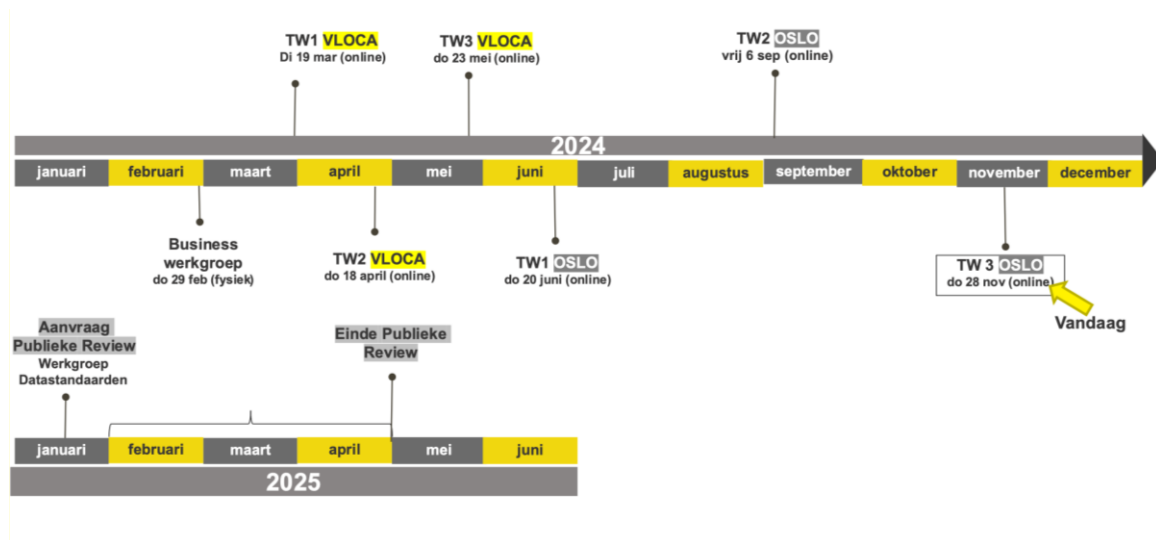 TW1 VLOCA
Di 19 mar (online)
TW3 VLOCA
do 23 mei (online)
TW2 OSLO
vrij 6 sep (online)
2024
januari februari maart april mei juni juli augustus september oktober november december
Business
werkgroep
do 29 feb (fysiek)
TW2 VLOCA
do 18 april (online)
TW1 OSLO
do 20 juni (online)
TW 3 OSLO
do 28 nov (online)
Vandaag
Aanvraag
Publieke Review
Werkgroep
Datastandaarden
Einde Publieke
Review
januari februari maart april mei juni
2025